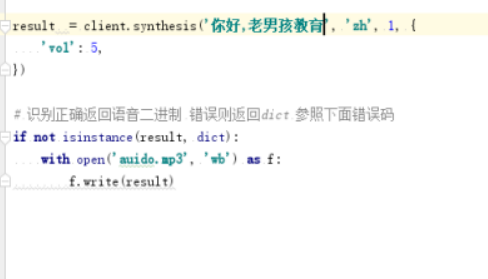 result = client.synthesis('你好,老男孩教育', 'zh', 1, {
    'vol': 5,
})
# 识别正确返回语音二进制 错误则返回dict 参照下面错误码
if not isinstance(result, dict):
    with open('auido.mp3', 'wb') as f:
        f.write(result)